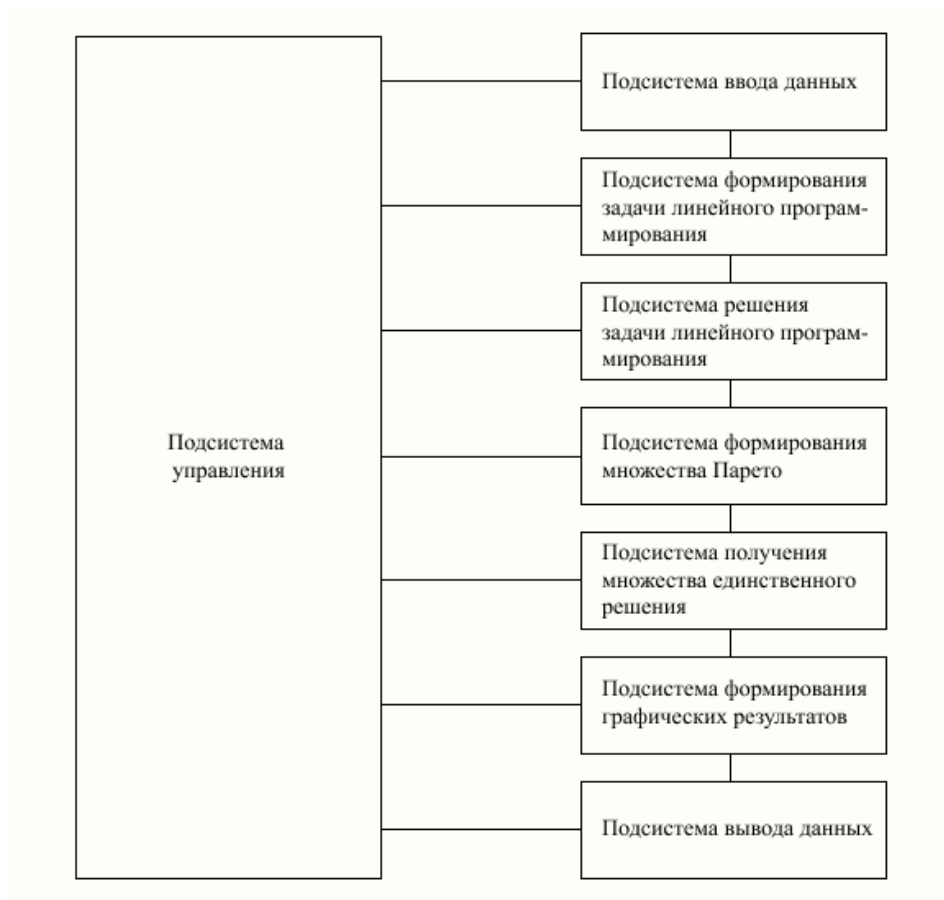 Подсистема
управления
Подсистема ввода данных
Подсистема формирования
задачи линейного програм-
мирования
Подсистема решения
задачи линейного програм-
мирования
Подсистема формирования
множества Парето
Подсистема получения
множества единственного
решения
Подсистема формирования
графических результатов
Подсистема вывода данных